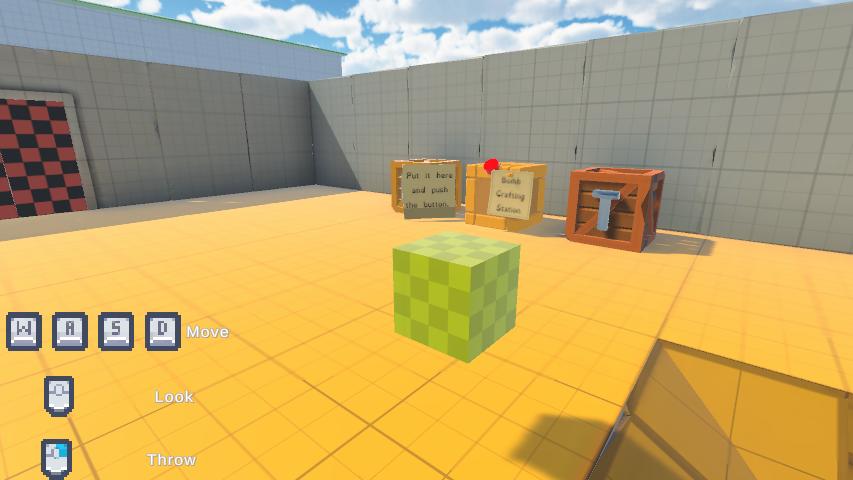 Put it here
and push
the button.
Bomb
Crafting
Station
W A S D Move
Look
Throw